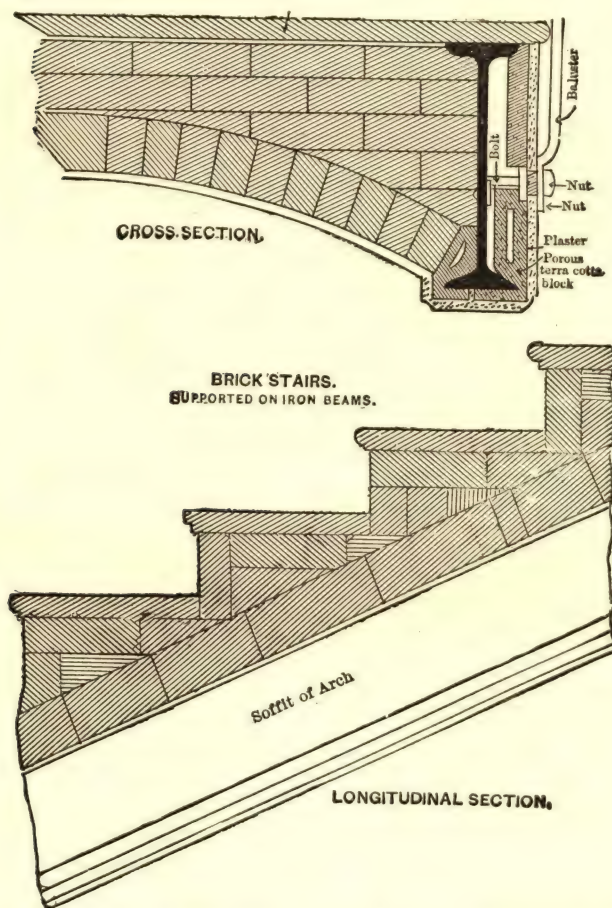 Baluster
Bolt
Nut
Nut
CROSS-SECTION.
Plaster
Porous
terra cotta
block
BRICK STAIRS.
SUPPORTED ON IRON BEAMS.
Soffit of Arch
LONGITUDINAL SECTION.